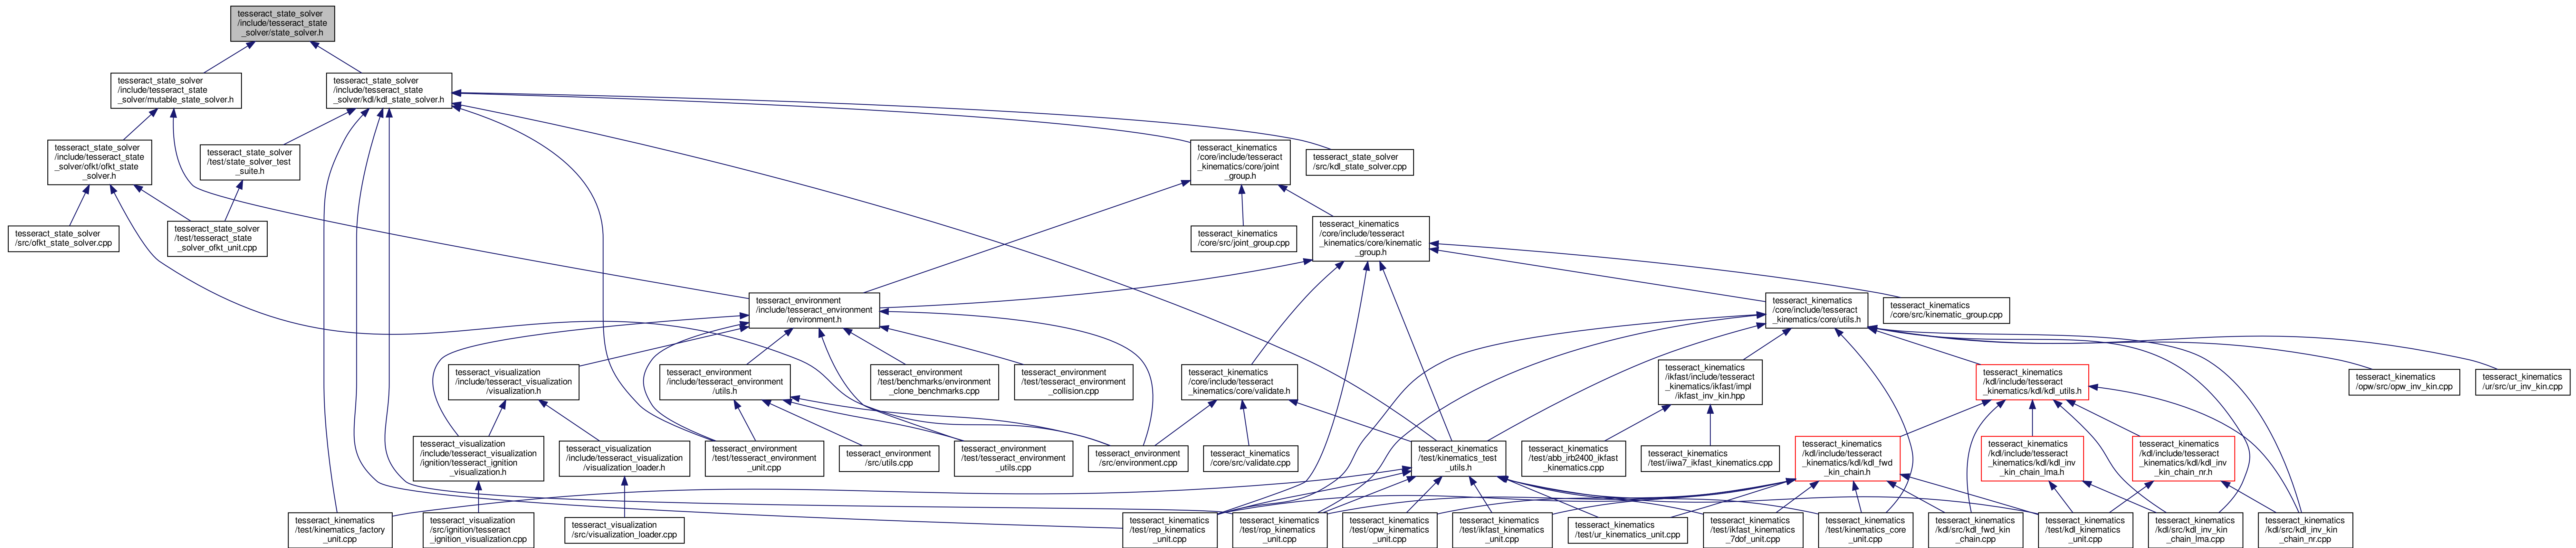 tesseract_state_solver
/include/tesseract_state
_solver/state_solver.h
tesseract_state_solver
/include/tesseract_state
_solver/mutable_state_solver.h
tesseract_state_solver
/include/tesseract_state
_solver/kdl/kdl_state_solver.h
tesseract_state_solver
/include/tesseract_state
_solver/ofkt/ofkt_state
_solver.h
tesseract_state_solver
/test/state_solver_test
_suite.h
tesseract_kinematics
/core/include/tesseract
_kinematics/core/joint
_group.h
tesseract_state_solver
/src/kdl_state_solver.cpp
tesseract_state_solver
/src/ofkt_state_solver.cpp
tesseract_state_solver
/test/tesseract_state
_solver_ofkt_unit.cpp
tesseract_kinematics
/core/src/joint_group.cpp
tesseract_kinematics
/core/include/tesseract
_kinematics/core/kinematic
_group.h
tesseract_environment
/include/tesseract_environment
/environment.h
tesseract_kinematics
/core/include/tesseract
_kinematics/core/utils.h
tesseract_kinematics
/core/src/kinematic_group.cpp
tesseract_visualization
/include/tesseract_visualization
/visualization.h
tesseract_environment
/include/tesseract_environment
/utils.h
tesseract_environment
/test/benchmarks/environment
_clone_benchmarks.cpp
tesseract_environment
/test/tesseract_environment
_collision.cpp
tesseract_kinematics
/core/include/tesseract
_kinematics/core/validate.h
tesseract_kinematics
/ikfast/include/tesseract
_kinematics/ikfast/impl
/ikfast_inv_kin.hpp
tesseract_kinematics
/kdl/include/tesseract
_kinematics/kdl/kdl_utils.h
tesseract_kinematics
/opw/src/opw_inv_kin.cpp
tesseract_kinematics
/ur/src/ur_inv_kin.cpp
tesseract_visualization
/include/tesseract_visualization
/ignition/tesseract_ignition
_visualization.h
tesseract_visualization
/include/tesseract_visualization
/visualization_loader.h
tesseract_environment
/test/tesseract_environment
_unit.cpp
tesseract_environment
/src/utils.cpp
tesseract_environment
/test/tesseract_environment
_utils.cpp
tesseract_environment
/src/environment.cpp
tesseract_kinematics
/core/src/validate.cpp
tesseract_kinematics
/test/kinematics_test
_utils.h
tesseract_kinematics
/test/abb_irb2400_ikfast
_kinematics.cpp
tesseract_kinematics
/test/iiwa7_ikfast_kinematics.cpp
tesseract_kinematics
/kdl/include/tesseract
_kinematics/kdl/kdl_fwd
_kin_chain.h
tesseract_kinematics
/kdl/include/tesseract
_kinematics/kdl/kdl_inv
_kin_chain_lma.h
tesseract_kinematics
/kdl/include/tesseract
_kinematics/kdl/kdl_inv
_kin_chain_nr.h
tesseract_kinematics
/test/kinematics_factory
_unit.cpp
tesseract_visualization
/src/ignition/tesseract
_ignition_visualization.cpp
tesseract_visualization
/src/visualization_loader.cpp
tesseract_kinematics
/test/rep_kinematics
_unit.cpp
tesseract_kinematics
/test/rop_kinematics
_unit.cpp
tesseract_kinematics
/test/opw_kinematics
_unit.cpp
tesseract_kinematics
/test/ikfast_kinematics
_unit.cpp
tesseract_kinematics
/test/ur_kinematics_unit.cpp
tesseract_kinematics
/test/ikfast_kinematics
_7dof_unit.cpp
tesseract_kinematics
/test/kinematics_core
_unit.cpp
tesseract_kinematics
/kdl/src/kdl_fwd_kin
_chain.cpp
tesseract_kinematics
/test/kdl_kinematics
_unit.cpp
tesseract_kinematics
/kdl/src/kdl_inv_kin
_chain_lma.cpp
tesseract_kinematics
/kdl/src/kdl_inv_kin
_chain_nr.cpp